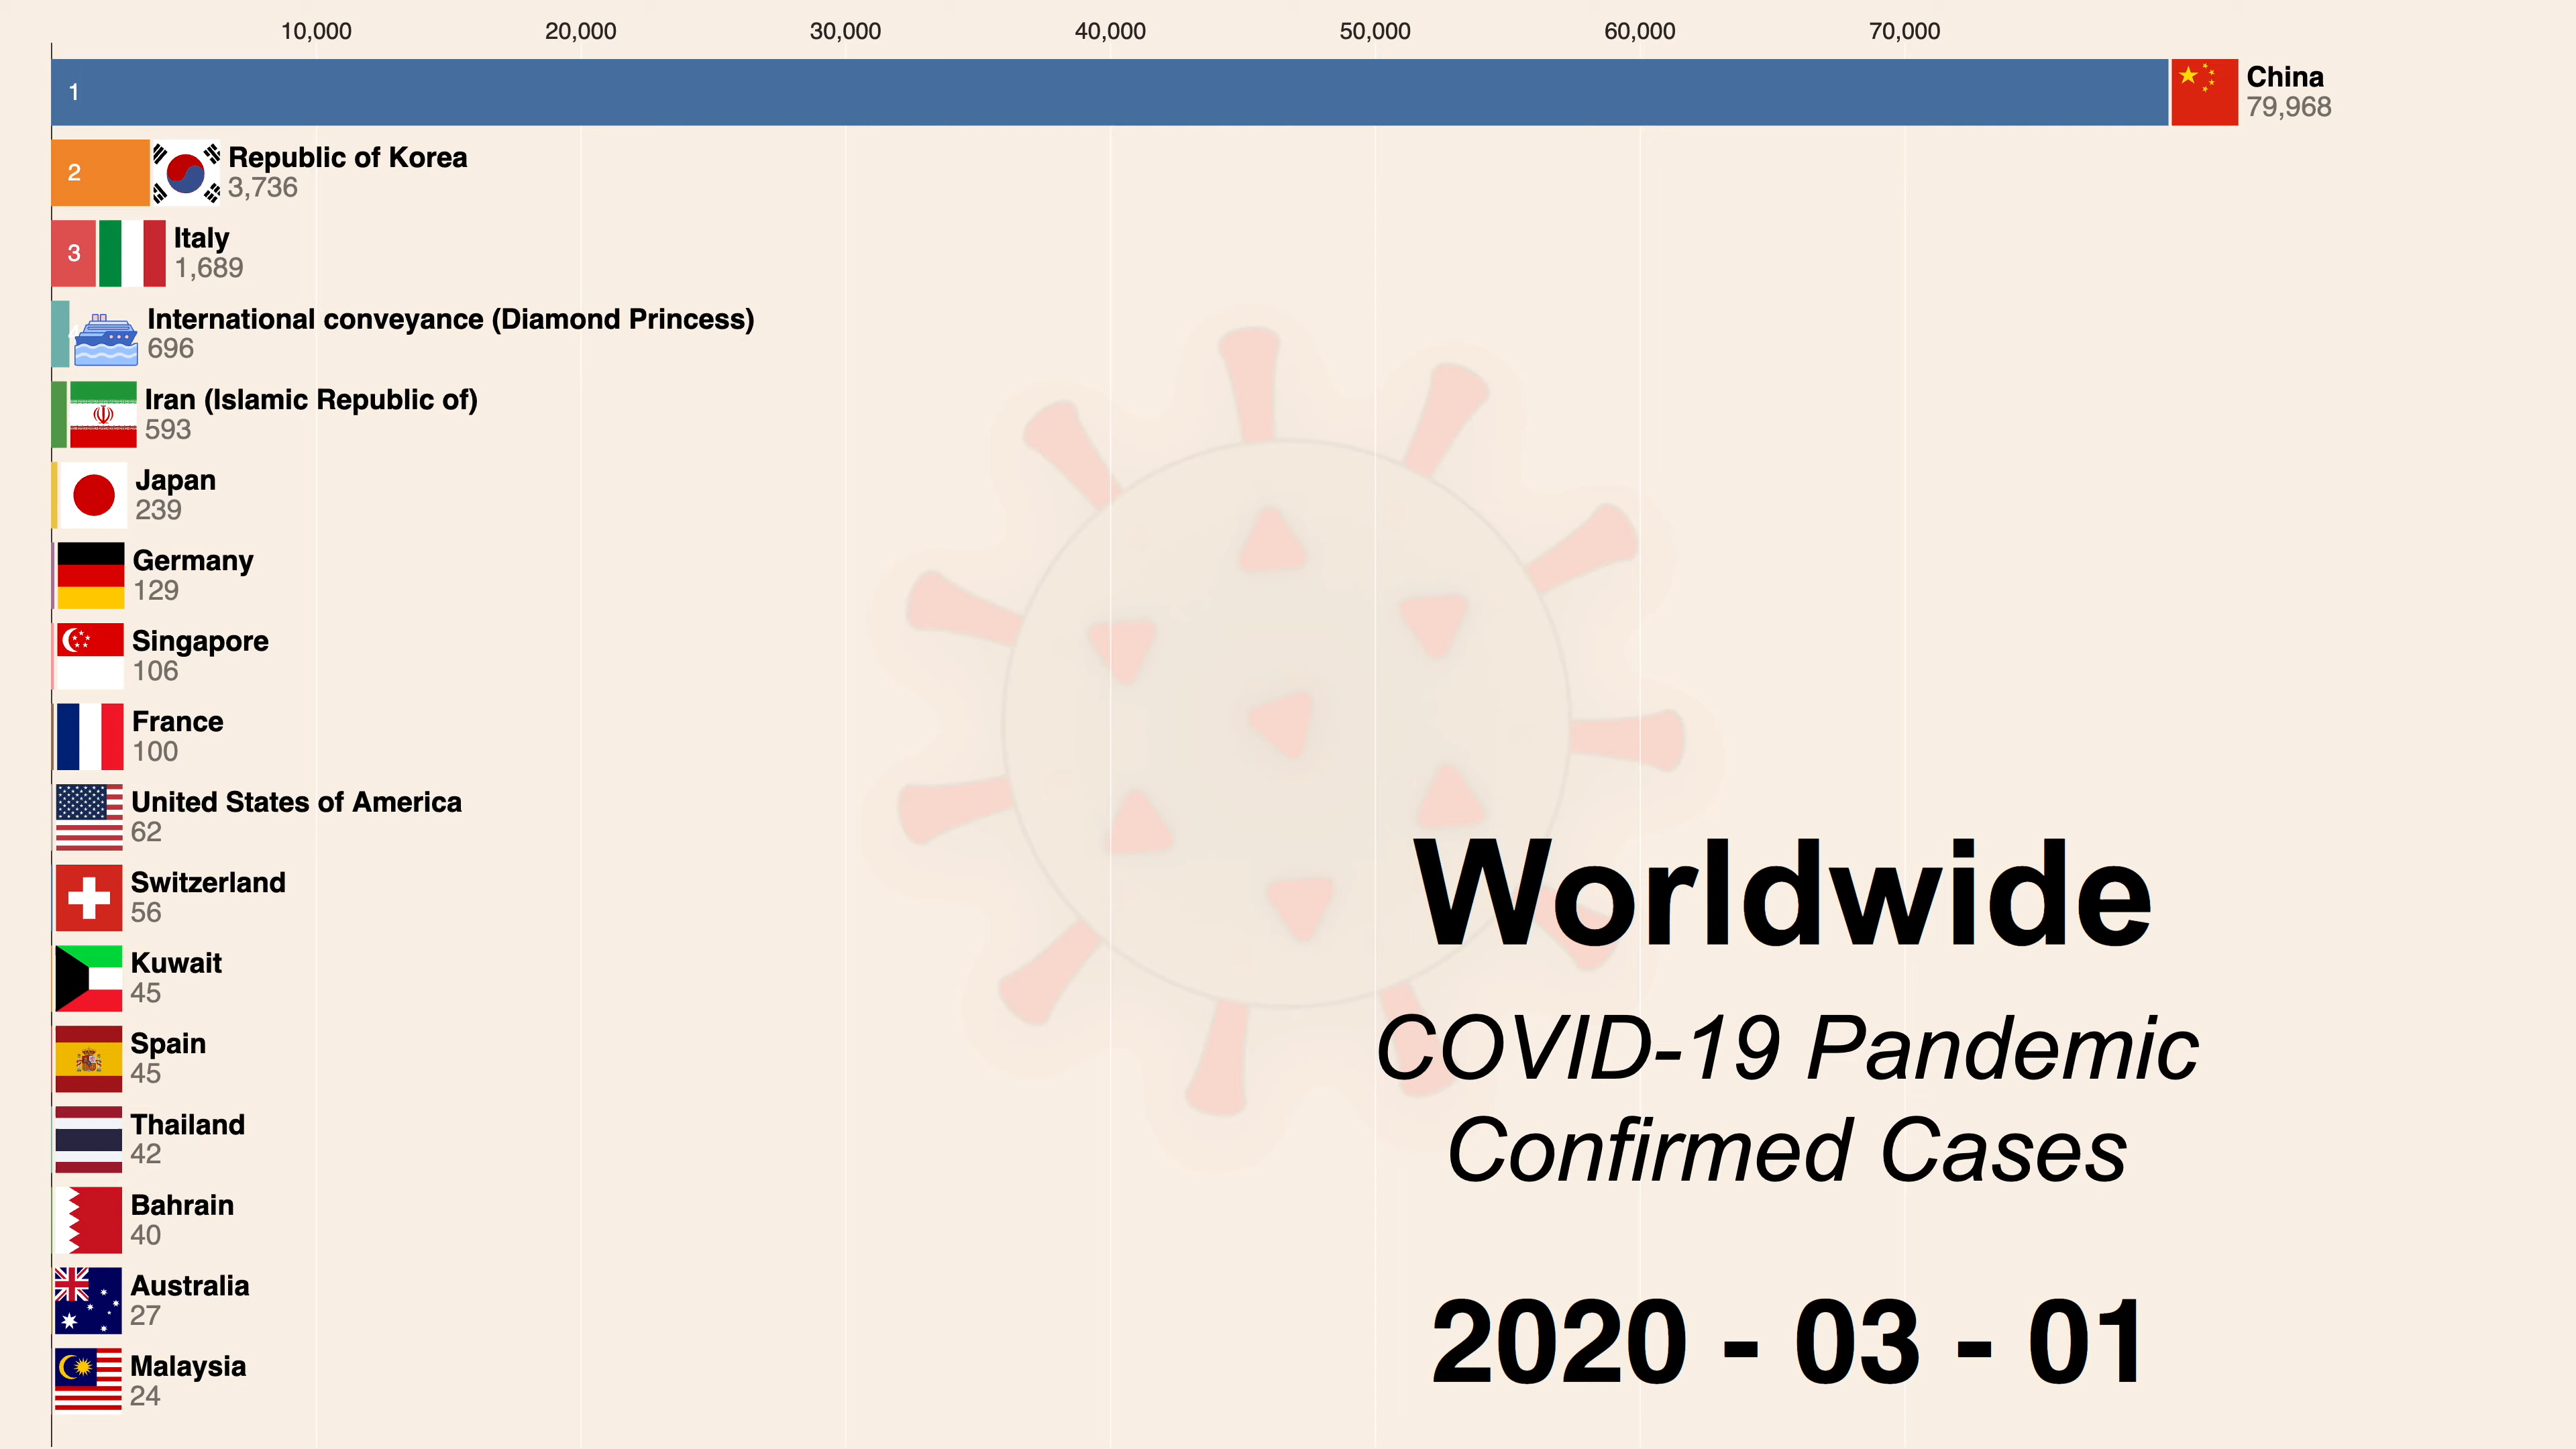 10,000 20,000 30,000 40,000 50,000 60,000 70,000
1
China
79,968
2
Republic of Korea
3,736
3
Italy
1,689
International conveyance (Diamond Princess)
696
Iran (Islamic Republic of)
593
Japan
239
Germany
129
Singapore
106
France
100
United States of America
62
Switzerland
56
Kuwait
45
Spain
45
Thailand
42
Bahrain
40
Australia
27
Malaysia
24
Worldwide
COVID-19 Pandemic
Confirmed Cases
2020 - 03 - 01